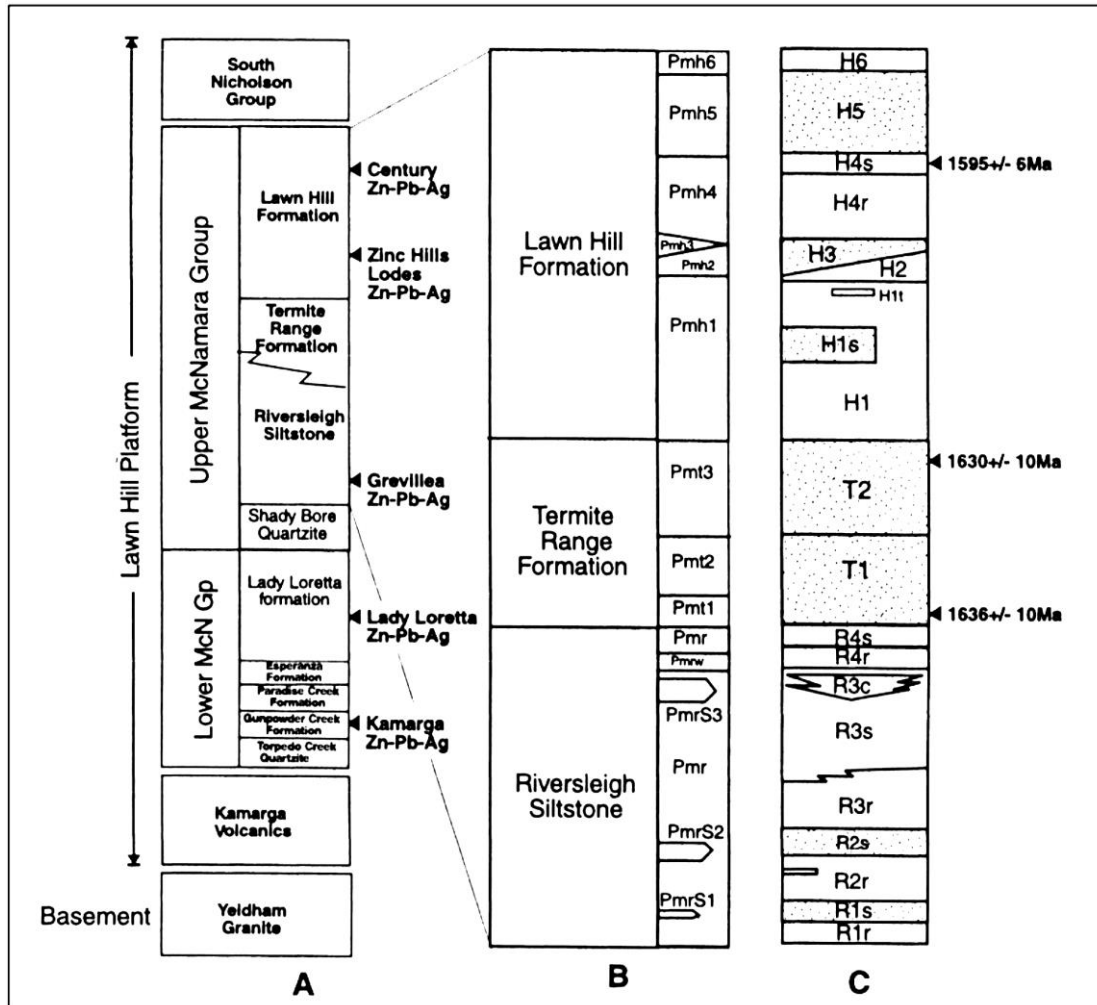 South
Nicholson
Group
Lawn Hill Platform
Upper McNamara Group
Lawn Hill
Formation
Century
Zn-Pb-Ag
Zinc Hills
Lodes
Zn-Pb-Ag
Termite
Range
Formation
Riversleigh
Siltstone
Grevillea
Zn-Pb-Ag
Shady Bore
Quartzite
Lower McN Gp
Lady Loretta
formation
Lady Loretta
Zn-Pb-Ag
Esperanza
Formation
Paradise Creek
Formation
Gunpowder Creek
Formation
Kamarga
Zn-Pb-Ag
Torpedo Creek
Quartzite
Kamarga
Volcanics
Basement
Yeldham
Granite
A
Lawn Hill
Formation
Pmh6
Pmh5
Pmh4
Pmh3
Pmh2
Pmh1
Termite
Range
Formation
Pmt3
Pmt2
Pmt1
Riversleigh
Siltstone
Pmr
Pmrw
PmrS3
Pmr
PmrS2
PmrS1
B
H6
H5
H4s
1595+/- 6Ma
H4r
H3
H2
H1t
H1s
H1
1630+/- 10Ma
T2
T1
1636+/- 10Ma
R4s
R4r
R3c
R3s
R3r
R2s
R2r
R1s
R1r
C